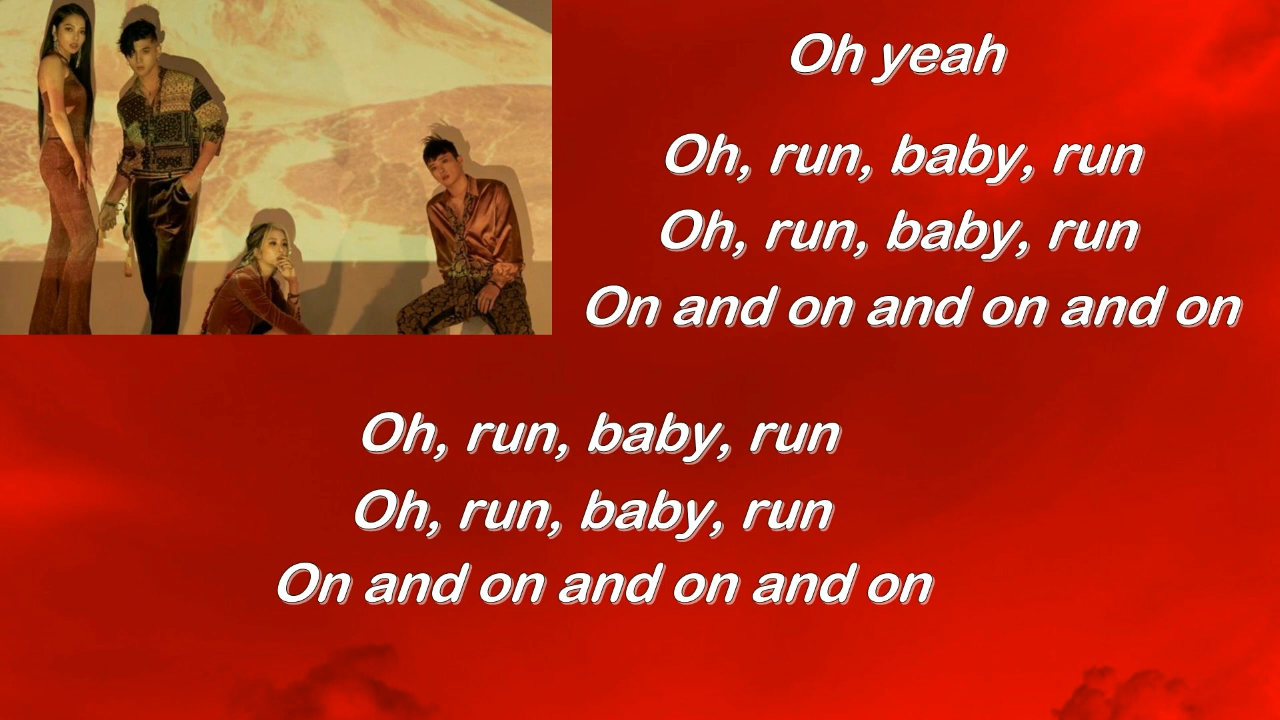 Oh yeah
Oh, run, baby, run
Oh, run, baby, run
On and on and on and on
Oh, run, baby, run
Oh, run, baby, run
On and on and on and on